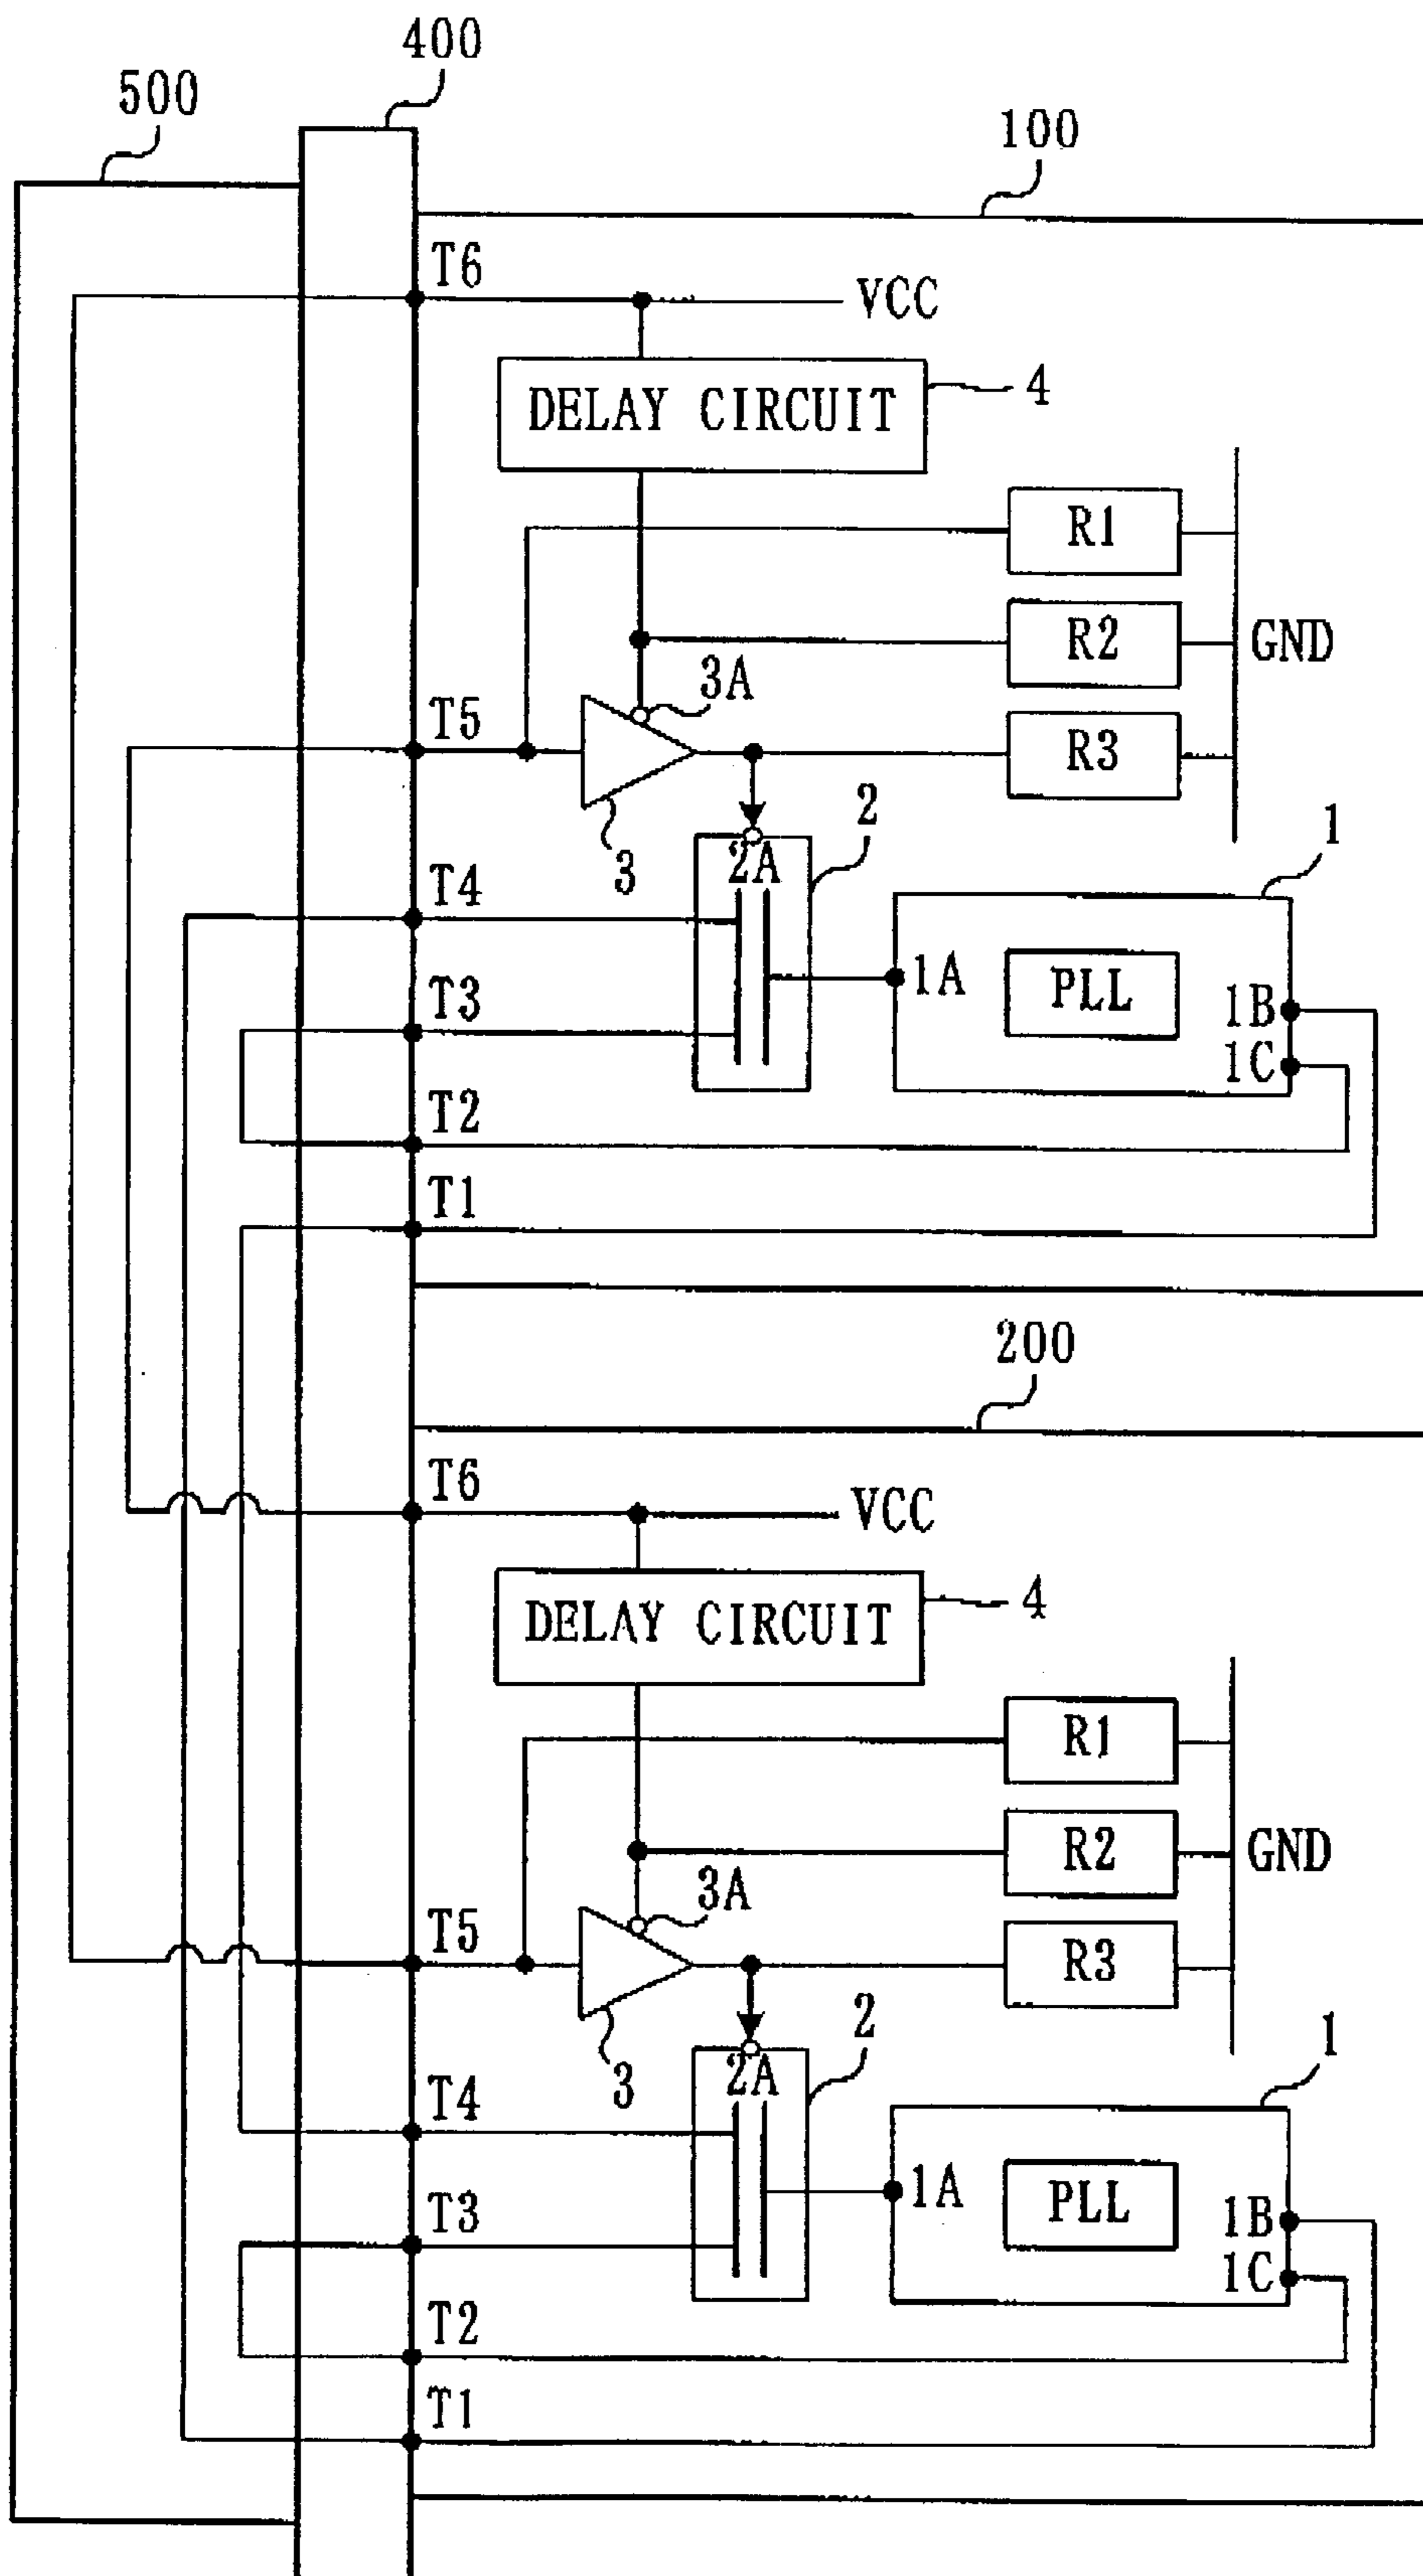 400
500
100
T6
VCC
DELAY CIRCUIT
4
R1
R2
GND
3A
T5
R3
2
1
3
2A
T4
1A
PLL
T3
1B
1C
T2
T1
200
T6
VCC
DELAY CIRCUIT
4
R1
R2
GND
3A
T5
R3
2
1
3
2A
T4
1A
PLL
T3
1B
1C
T2
T1